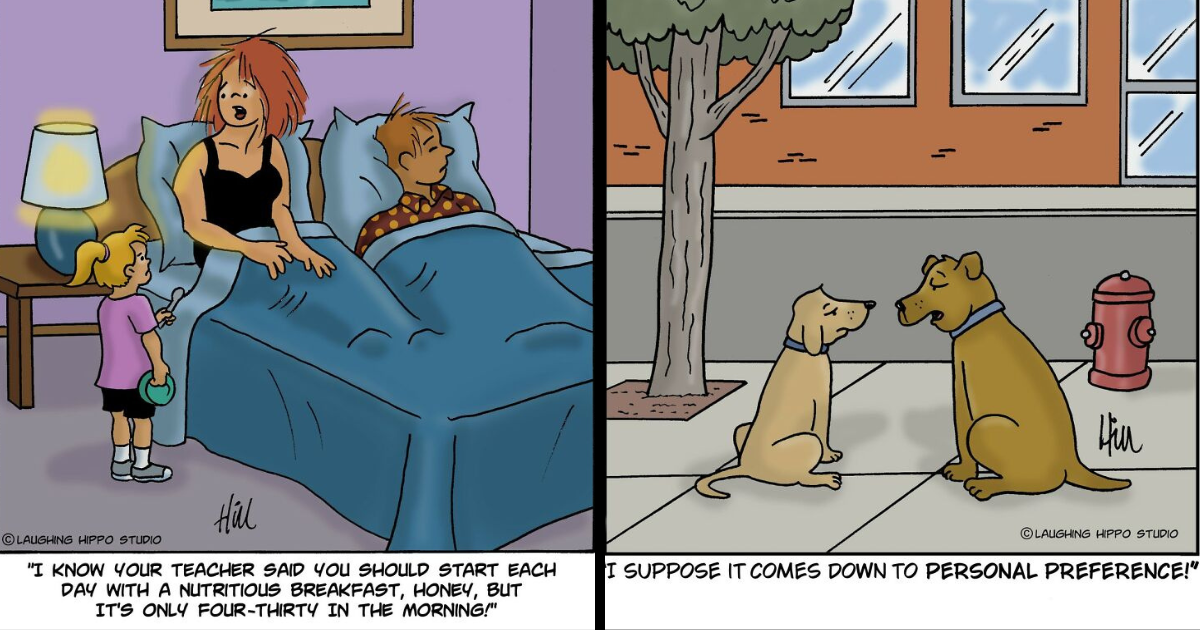 Hill
©LAUGHING HIPPO STUDIO
"I KNOW YOUR TEACHER SAID YOU SHOULD START EACH
DAY WITH A NUTRITIOUS BREAKFAST, HONEY, BUT
IT'S ONLY FOUR-THIRTY IN THE MORNING!"
Hill
©LAUGHING HIPPO STUDIO
I SUPPOSE IT COMES DOWN TO PERSONAL PREFERENCE!"